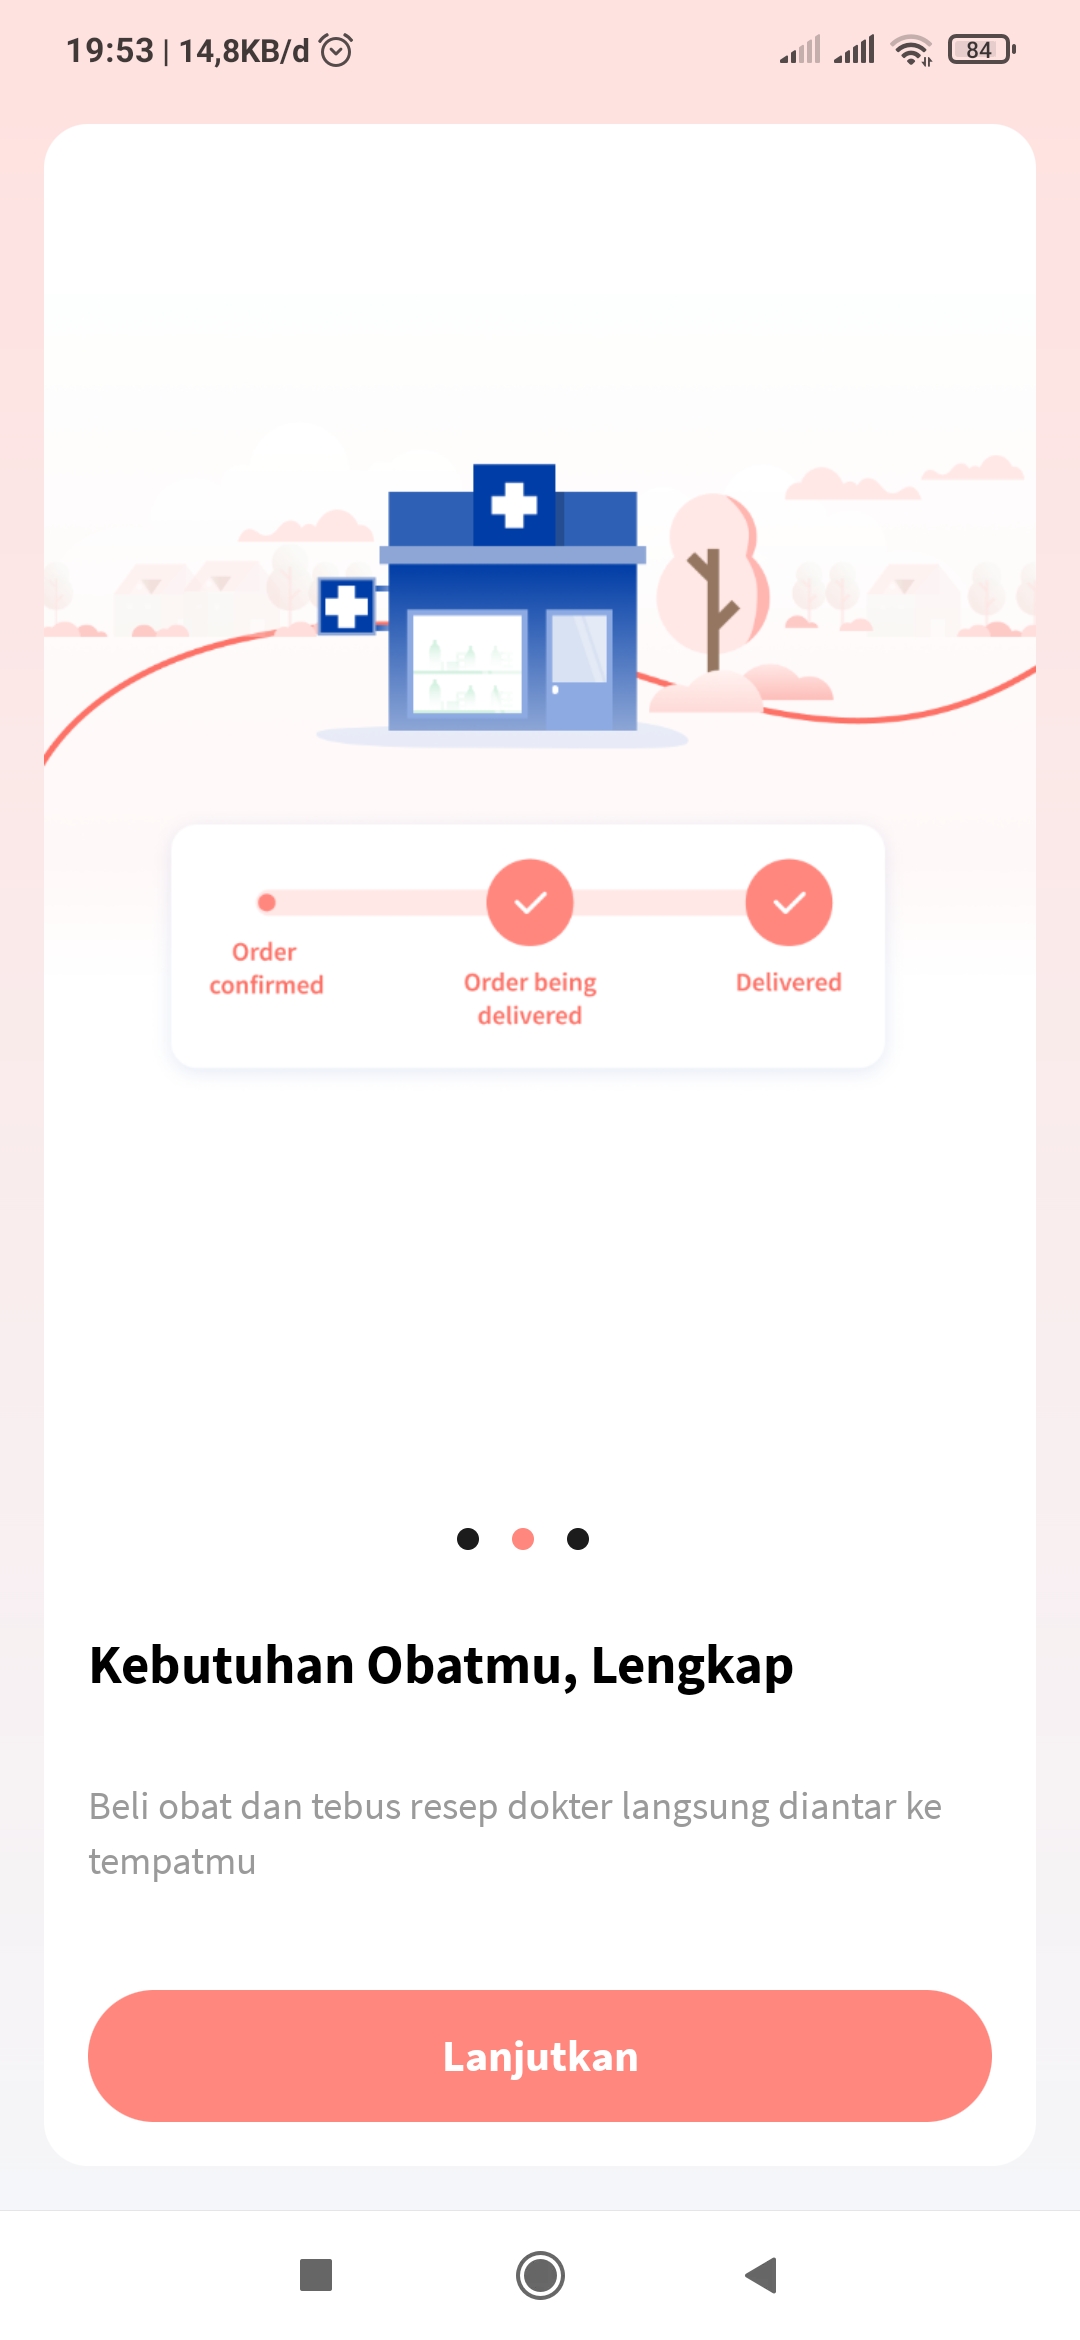 19:53 | 14,8KB/d
84
Order
confirmed
Order being
delivered
Delivered
Kebutuhan Obatmu, Lengkap
Beli obat dan tebus resep dokter langsung diantar ke
tempatmu
Lanjutkan